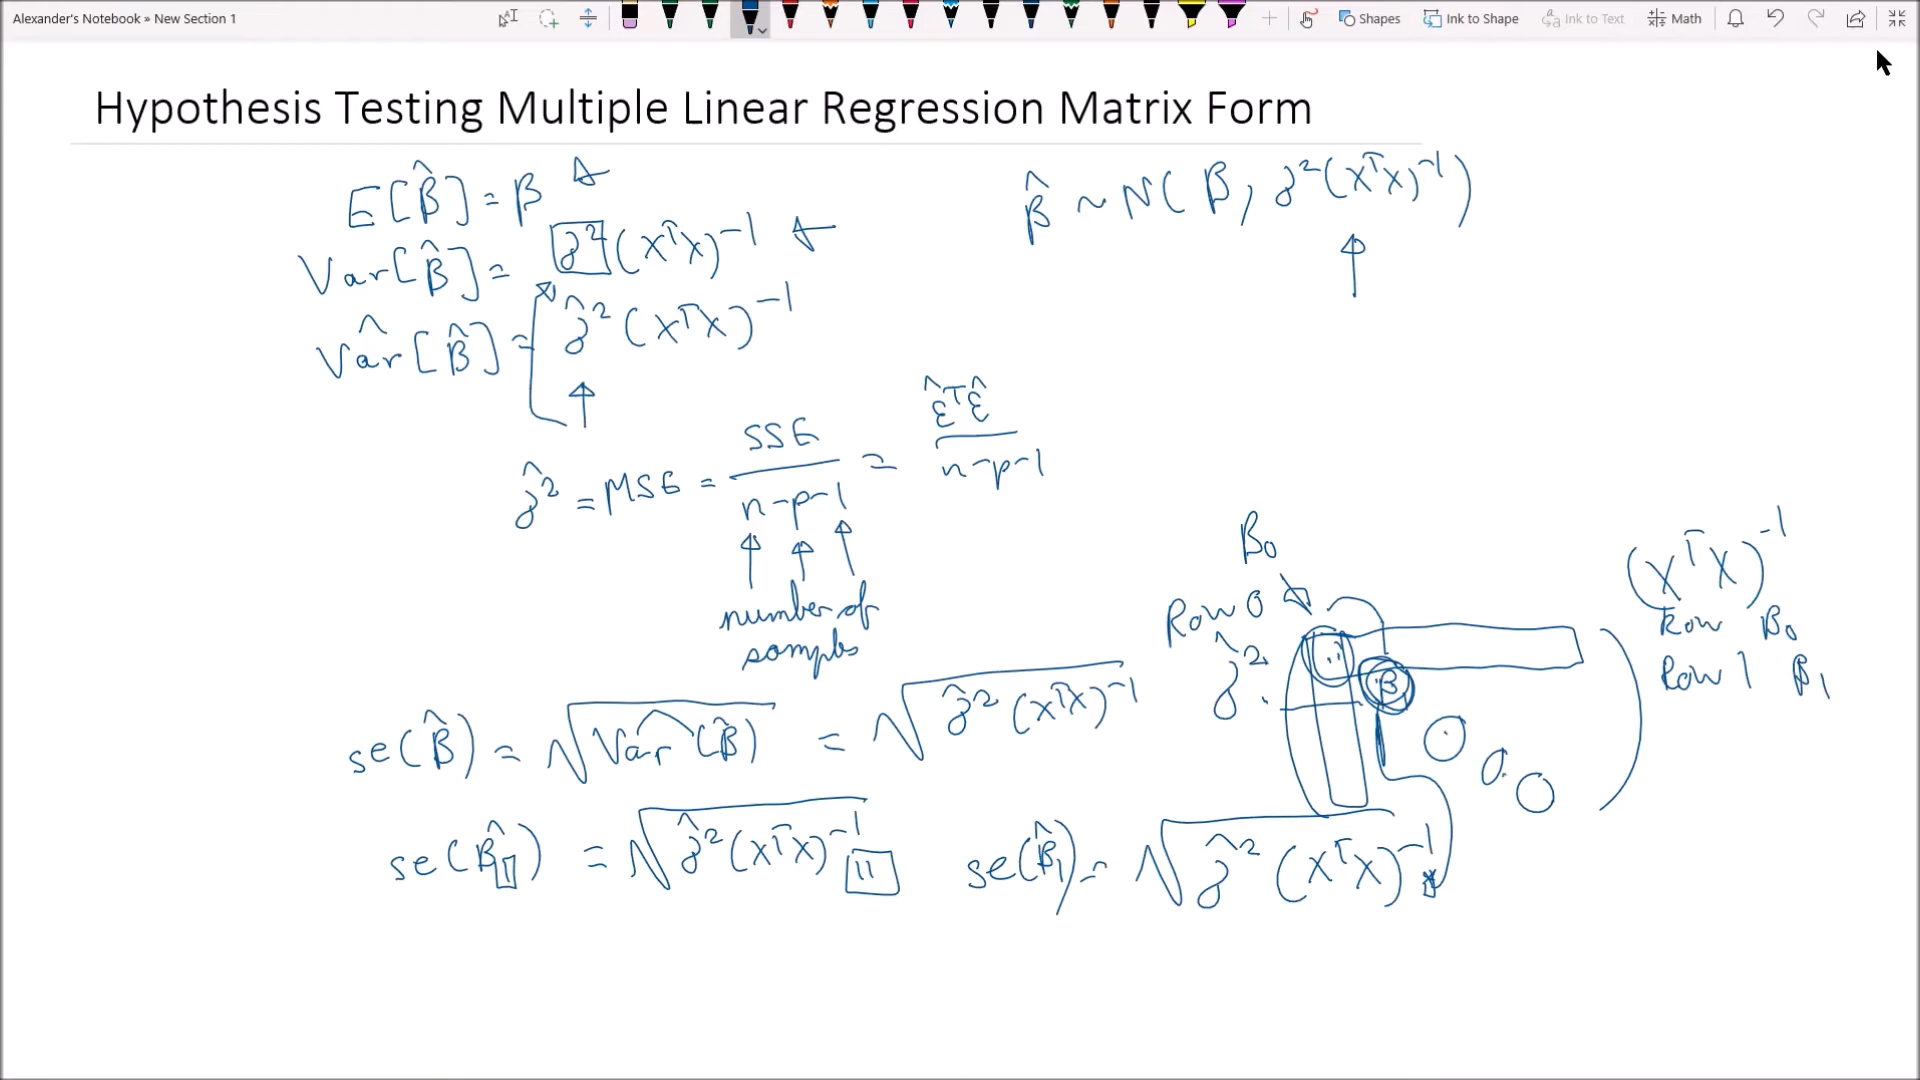 Alexander's Notebook » New Section 1
Shapes
Ink to Shape
Ink to Text
Math
Hypothesis Testing Multiple Linear Regression Matrix Form
E[β̂] = β
β̂ ~ N(β, σ²(XᵀX)⁻¹)
Var[β̂] = σ²(XᵀX)⁻¹
Vâr[β̂] = σ̂²(XᵀX)⁻¹
σ̂² = MSE = SSE / n-p-1 = ε̂ᵀε̂ / n-p-1
number of
samples
β₀
Row 0
σ̂²
(XᵀX)⁻¹
Row β₀
Row 1 β₁
se(β̂) = √Vâr(β̂) = √σ̂²(XᵀX)⁻¹
se(β̂ ) = √σ̂²(XᵀX)⁻¹
se(β̂₁) = √σ̂²(XᵀX)⁻¹